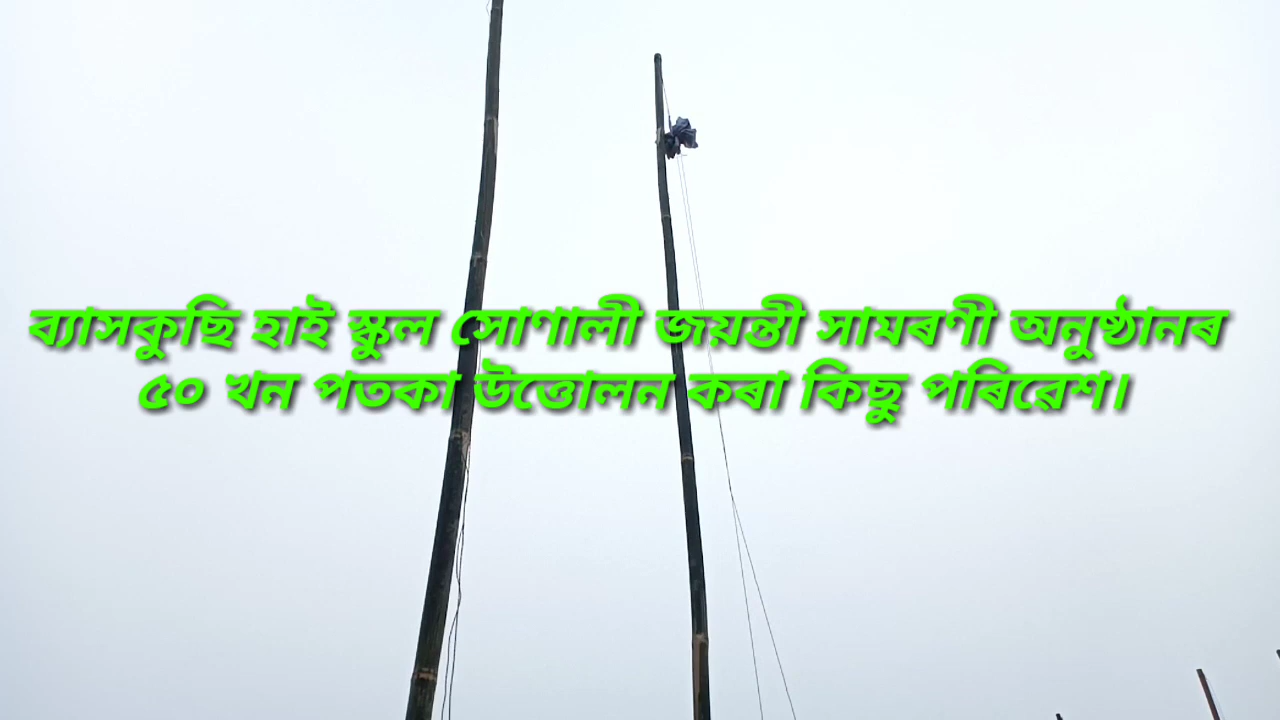 ব্যাসকুছি হাই স্কুল সোণালী জয়ন্তী সামৰণী অনুষ্ঠানৰ
৫০ খন পতকা উত্তোলন কৰা কিছু পৰিৱেশ।